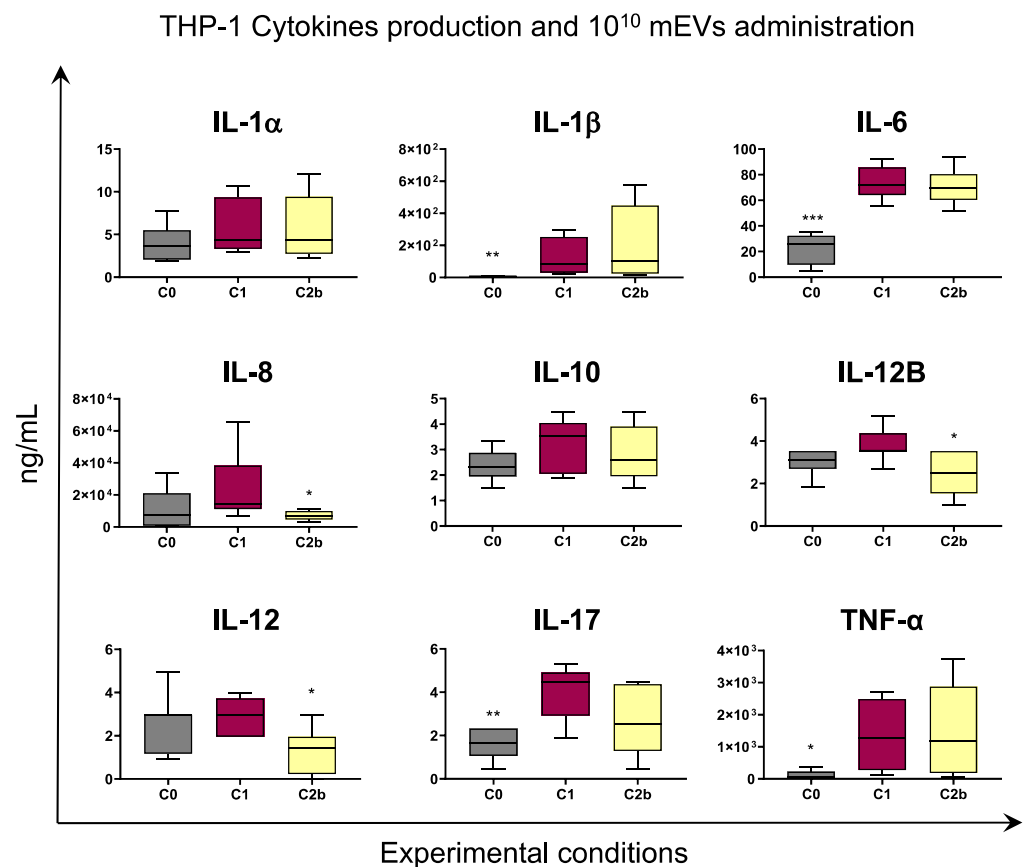 THP-1 Cytokines production and 10¹⁰ mEVs administration
ng/mL
IL-1α
15
10
5
0
C0 C1 C2b
IL-1β
8×10²
6×10²
4×10²
2×10²
0
**
C0 C1 C2b
IL-6
100
80
60
40
20
0
***
C0 C1 C2b
IL-8
8×10⁴
6×10⁴
4×10⁴
2×10⁴
0
*
C0 C1 C2b
IL-10
5
4
3
2
1
0
C0 C1 C2b
IL-12B
6
4
2
0
*
C0 C1 C2b
IL-12
6
4
2
0
*
C0 C1 C2b
IL-17
6
4
2
0
**
C0 C1 C2b
TNF-α
4×10³
3×10³
2×10³
1×10³
0
*
C0 C1 C2b
Experimental conditions